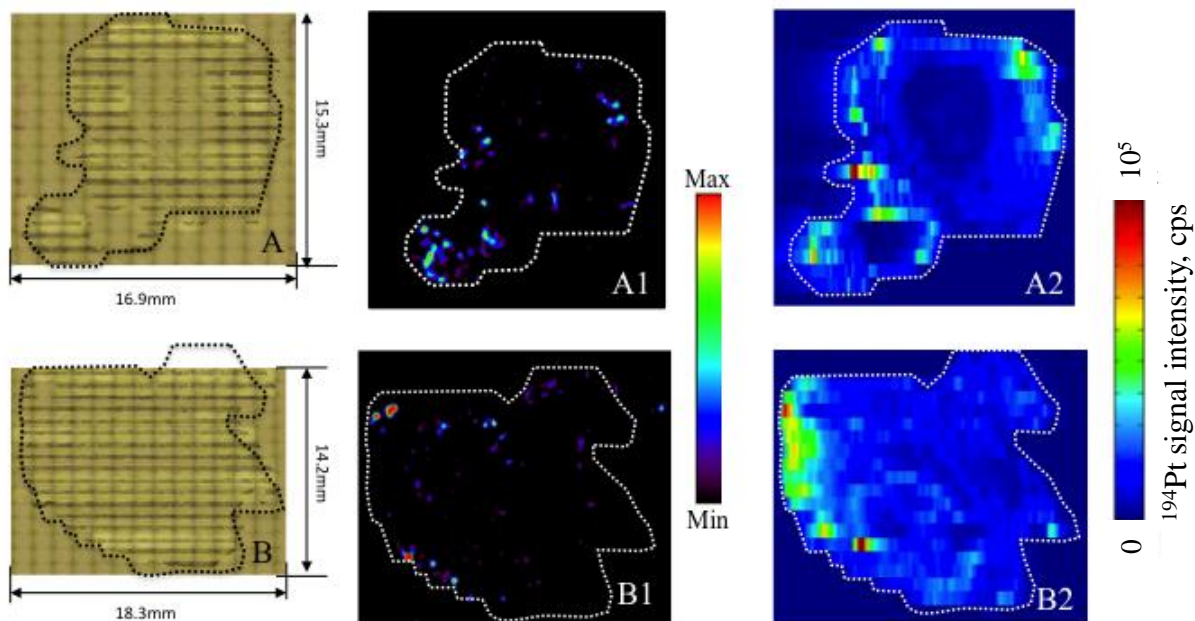 A
15.3mm
16.9mm
A1
Max
Min
A2
10⁵
¹⁹⁴Pt signal intensity, cps
0
B
14.2mm
18.3mm
B1
B2